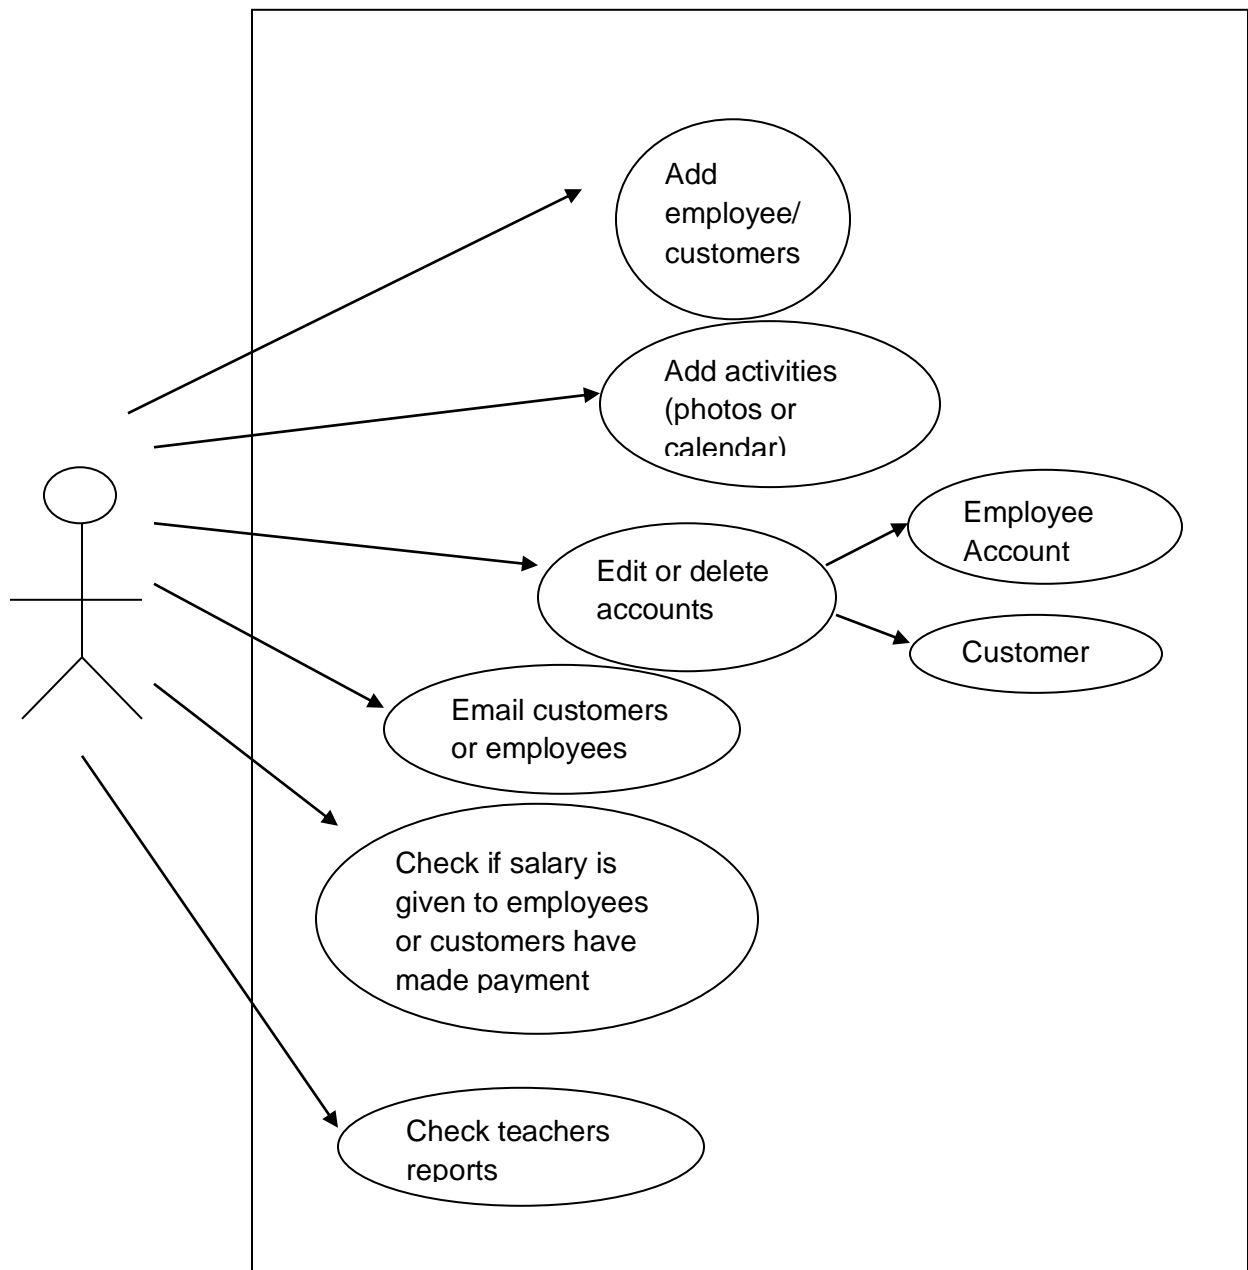 Add
employee/
customers
Add activities
(photos or
calendar)
Employee
Account
Edit or delete
accounts
Customer
Email customers
or employees
Check if salary is
given to employees
or customers have
made payment
Check teachers
reports